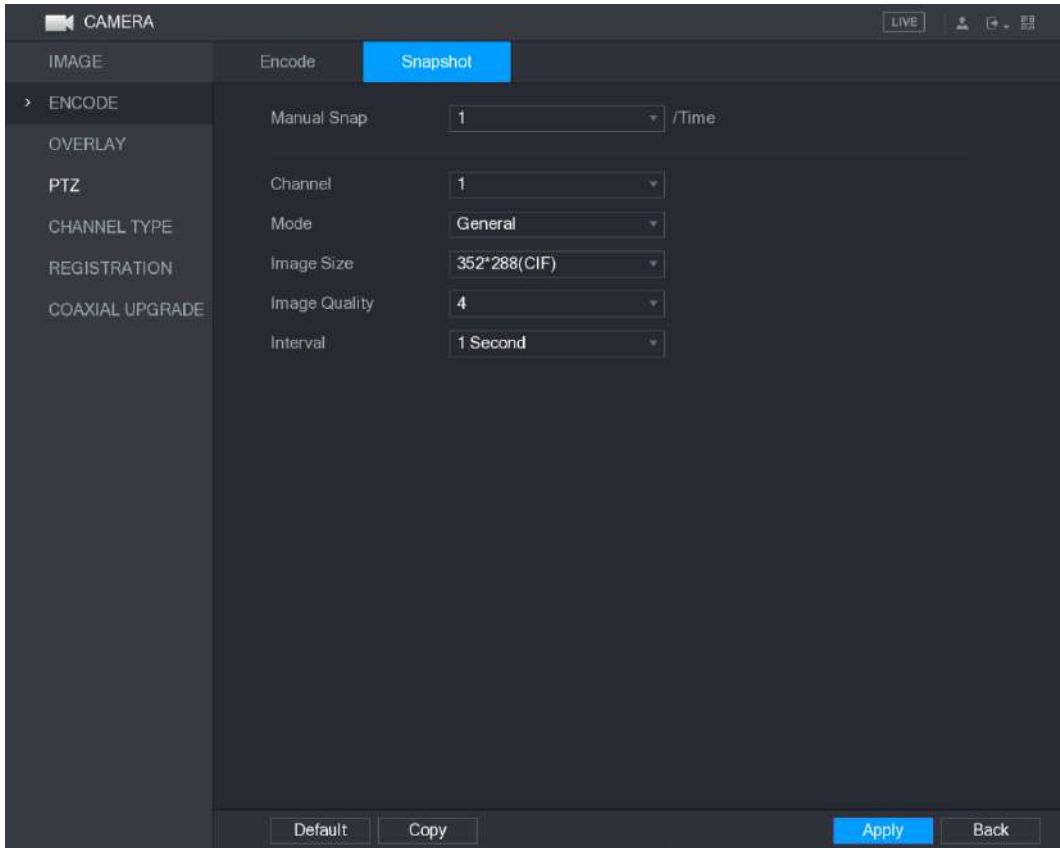 CAMERA
LIVE
IMAGE
ENCODE
OVERLAY
PTZ
CHANNEL TYPE
REGISTRATION
COAXIAL UPGRADE
Encode
Snapshot
Manual Snap
1
/Time
Channel
1
Mode
General
Image Size
352*288(CIF)
Image Quality
4
Interval
1 Second
Default
Copy
Apply
Back